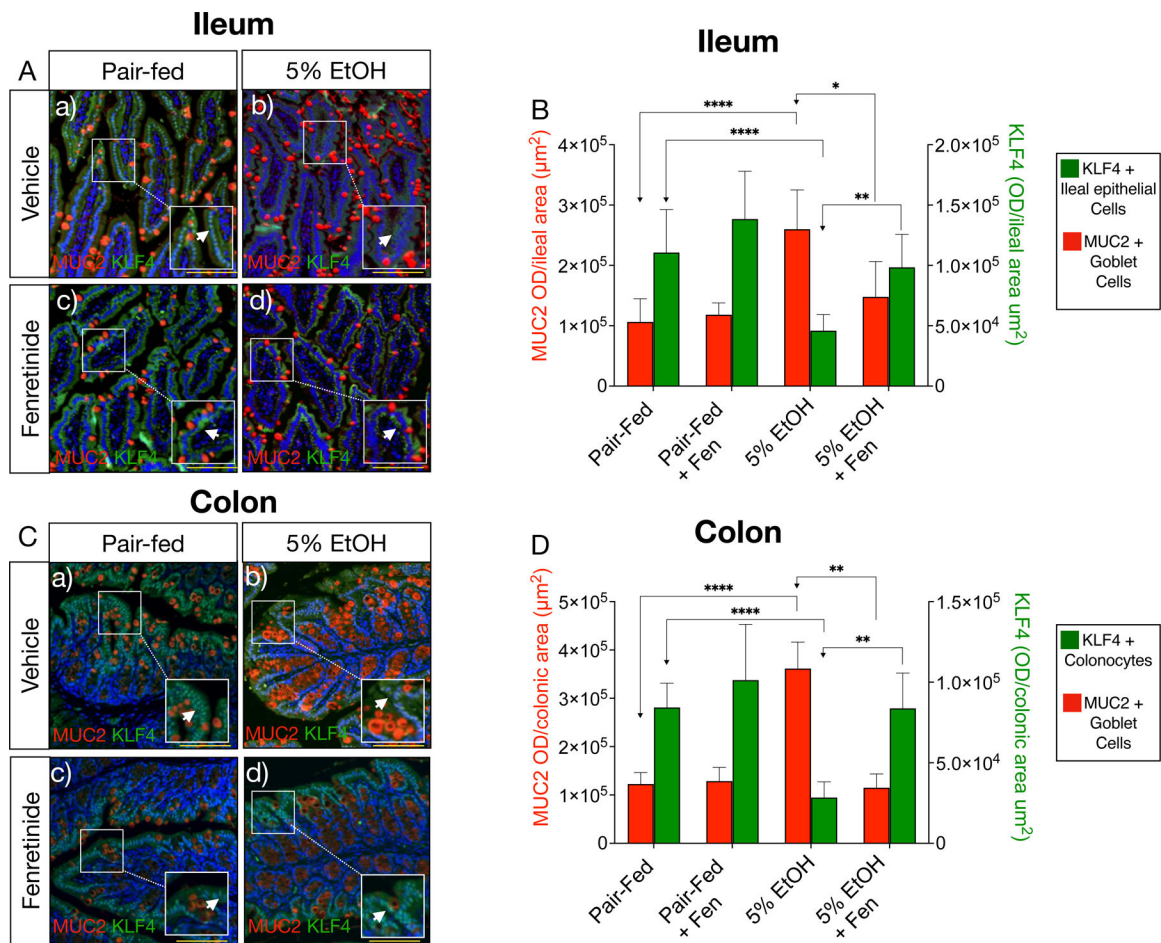 Ileum
A
Pair-fed
5% EtOH
Vehicle
a)
MUC2 KLF4
b)
MUC2 KLF4
Fenretinide
c)
MUC2 KLF4
d)
MUC2 KLF4
Ileum
B
MUC2 OD/ileal area (µm²)
4×10⁵
3×10⁵
2×10⁵
1×10⁵
0
****
*
****
**
2.0×10⁵
1.5×10⁵
1.0×10⁵
5.0×10⁴
0
KLF4 (OD/ileal area um²)
Pair-Fed
Pair-Fed
+ Fen
5% EtOH
5% EtOH
+ Fen
KLF4 +
Ileal epithelial
Cells
MUC2 +
Goblet
Cells
Colon
C
Pair-fed
5% EtOH
Vehicle
a)
MUC2 KLF4
b)
MUC2 KLF4
Fenretinide
c)
MUC2 KLF4
d)
MUC2 KLF4
Colon
D
MUC2 OD/colonic area (µm²)
5×10⁵
4×10⁵
3×10⁵
2×10⁵
1×10⁵
0
****
**
****
**
1.5×10⁵
1.0×10⁵
5.0×10⁴
0
KLF4 (OD/colonic area um²)
Pair-Fed
Pair-Fed
+ Fen
5% EtOH
5% EtOH
+ Fen
KLF4 +
Colonocytes
MUC2 +
Goblet
Cells